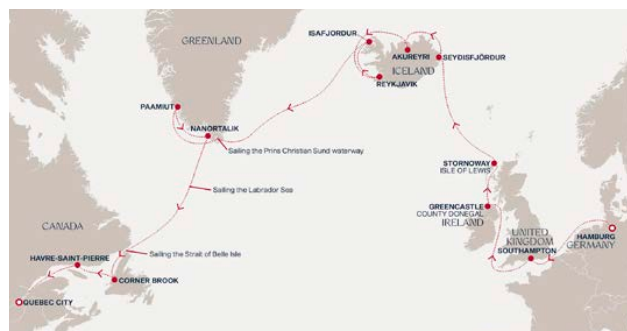 GREENLAND
ISAFJORDUR
AKUREYRI
SEYDISFJÖRDUR
ICELAND
REYKJAVIK
PAAMIUT
NANORTALIK
Sailing the Prins Christian Sund waterway
STORNOWAY
ISLE OF LEWIS
Sailing the Labrador Sea
GREENCASTLE
COUNTY DONEGAL
IRELAND
UNITED
KINGDOM
HAMBURG
GERMANY
SOUTHAMPTON
CANADA
Sailing the Strait of Belle Isle
HAVRE-SAINT-PIERRE
CORNER BROOK
QUEBEC CITY